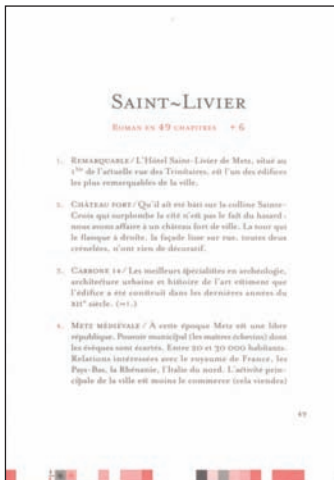 SAINT~LIVIER
ROMAN EN 49 CHAPITRES + 6
1. REMARQUABLE / L'Hôtel Saint-Livier de Metz, situé au
1bis de l'actuelle rue des Trinitaires, est l'un des édifices
les plus remarquables de la ville.
2. CHÂTEAU FORT / Qu'il ait été bâti sur la colline Sainte-
Croix qui surplombe la cité n'est pas le fait du hasard :
nous avons affaire à un château fort de ville. La tour qui
le flanque à droite, la façade lisse sur rue, toutes deux
crénelées, n'ont rien de décoratif.
3. CARBONE 14 / Les meilleurs spécialistes en archéologie,
architecture urbaine et histoire de l'art estiment que
l'édifice a été construit dans les dernières années du
XIIe siècle. (→1.)
4. METZ MÉDIÉVALE / À cette époque Metz est une libre
république. Pouvoir municipal (les maîtres échevins) dont
les évêques sont écartés. Entre 20 et 30 000 habitants.
Relations intéressées avec le royaume de France, les
Pays-Bas, la Rhénanie, l'Italie du nord. L'activité prin-
cipale de la ville est moins le commerce (cela viendra)
49